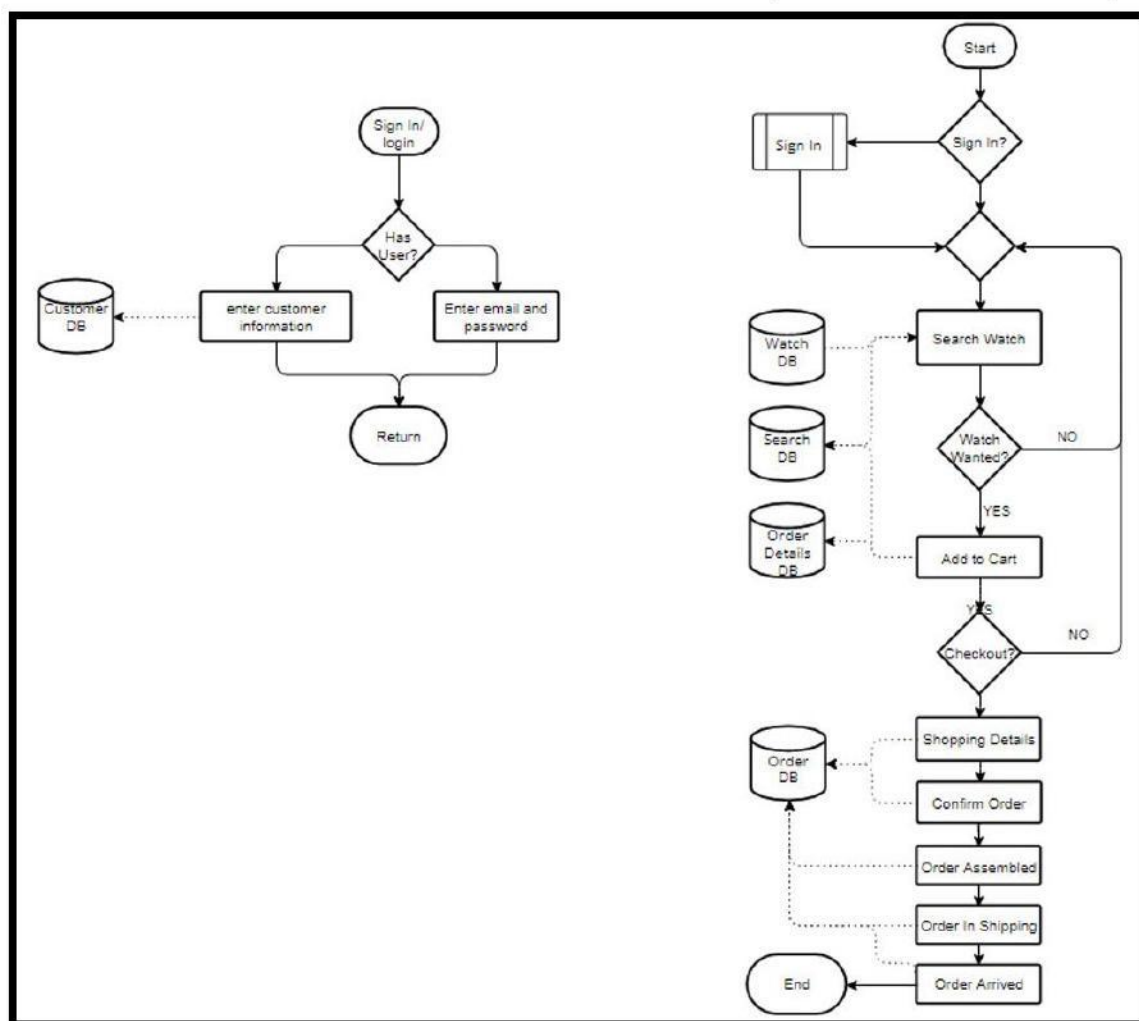 Sign In/
login
Has
User?
Customer
DB
enter customer
information
Enter email and
password
Return
Start
Sign In?
Sign In
Watch
DB
Search Watch
Search
DB
Watch
Wanted?
NO
YES
Order
Details
DB
Add to Cart
YES
Checkout?
NO
Shopping Details
Order
DB
Confirm Order
Order Assembled
Order In Shipping
End
Order Arrived